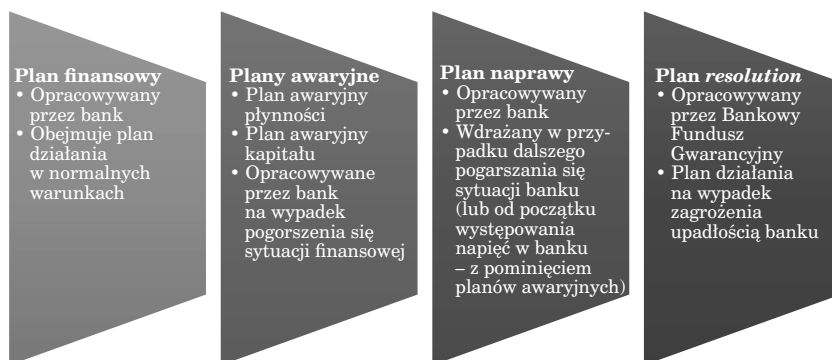 Plan finansowy
• Opracowywany
przez bank
• Obejmuje plan
działania
w normalnych
warunkach
Plany awaryjne
• Plan awaryjny
płynności
• Plan awaryjny
kapitału
• Opracowywane
przez bank
na wypadek
pogorszenia się
sytuacji finansowej
Plan naprawy
• Opracowywany
przez bank
• Wdrażany w przy-
padku dalszego
pogarszania się
sytuacji banku
(lub od początku
występowania
napięć w banku
– z pominięciem
planów awaryjnych)
Plan resolution
• Opracowywany
przez Bankowy
Fundusz
Gwarancyjny
• Plan działania
na wypadek
zagrożenia
upadłością banku